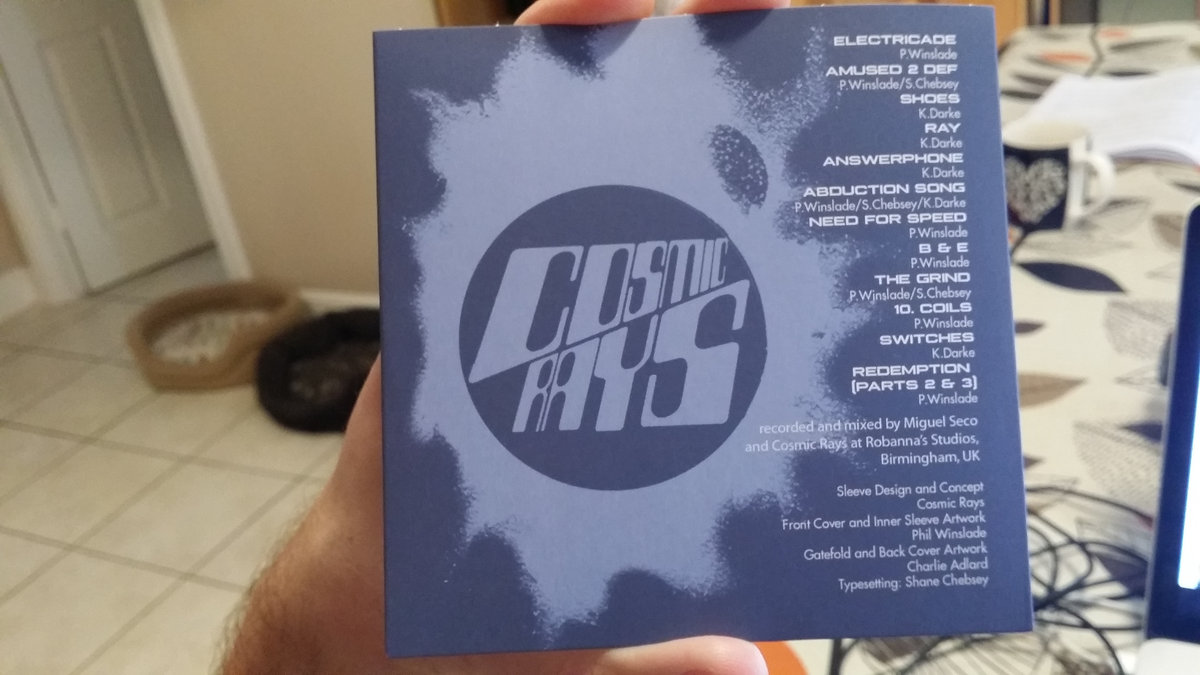 COSMIC
RAYS
ELECTRICADE
P.Winslade
AMUSED 2 DEF
P.Winslade/S.Chebsey
SHOES
K.Darke
RAY
K.Darke
ANSWERPHONE
K.Darke
ABDUCTION SONG
P.Winslade/S.Chebsey/K.Darke
NEED FOR SPEED
P.Winslade
B & E
P.Winslade
THE GRIND
P.Winslade/S.Chebsey
10. COILS
P.Winslade
SWITCHES
K.Darke
REDEMPTION
(PARTS 2 & 3)
P.Winslade
recorded and mixed by Miguel Seco
and Cosmic Rays at Robanna's Studios,
Birmingham, UK
Sleeve Design and Concept
Cosmic Rays
Front Cover and Inner Sleeve Artwork
Phil Winslade
Gatefold and Back Cover Artwork
Charlie Adlard
Typesetting: Shane Chebsey